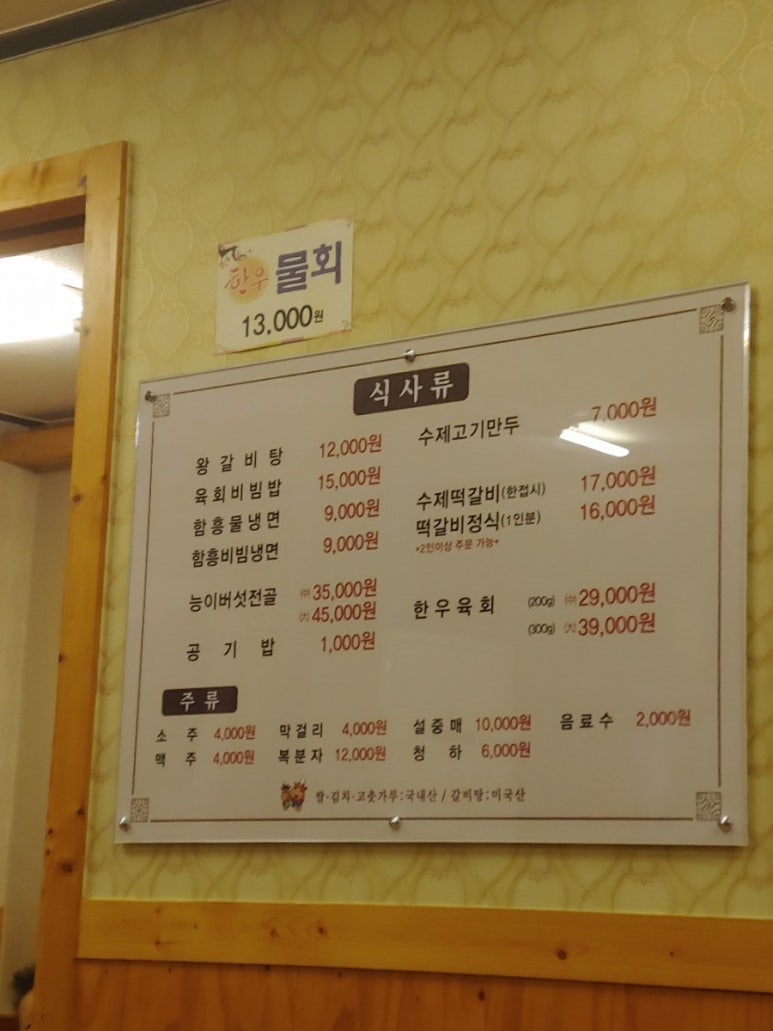 한우 물회
13.000원
식사류
왕갈비탕 12,000원
육회비빔밥 15,000원
함흥물냉면 9,000원
함흥비빔냉면 9,000원
능이버섯전골 (中)35,000원
(大)45,000원
공기밥 1,000원
수제고기만두 7,000원
수제떡갈비(한접시) 17,000원
떡갈비정식(1인분) 16,000원
*2인이상 주문 가능*
한우육회 (200g) (中)29,000원
(300g) (大)39,000원
주류
소주 4,000원 막걸리 4,000원 설중매 10,000원 음료수 2,000원
맥주 4,000원 복분자 12,000원 청하 6,000원
쌀·김치·고춧가루:국내산 / 갈비탕:미국산